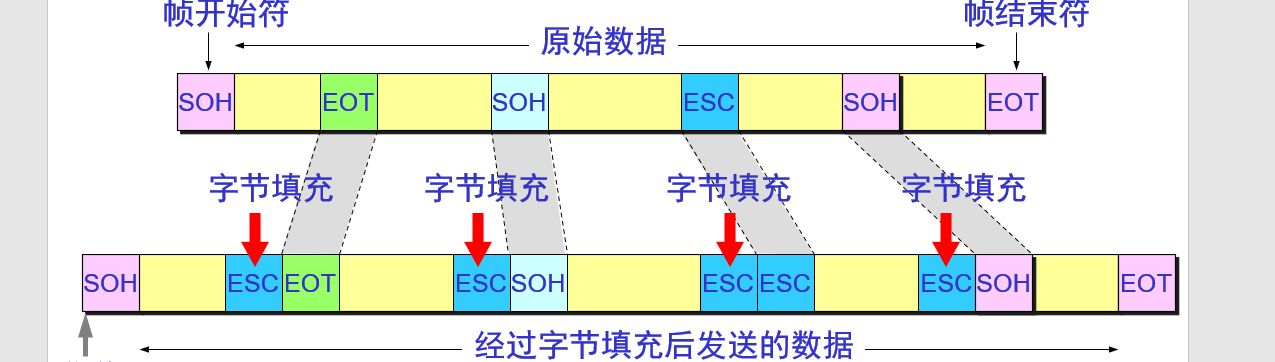 帧开始符 帧结束符
原始数据
SOH EOT SOH ESC SOH EOT
字节填充 字节填充 字节填充 字节填充
SOH ESC EOT ESC SOH ESC ESC ESC SOH EOT
经过字节填充后发送的数据